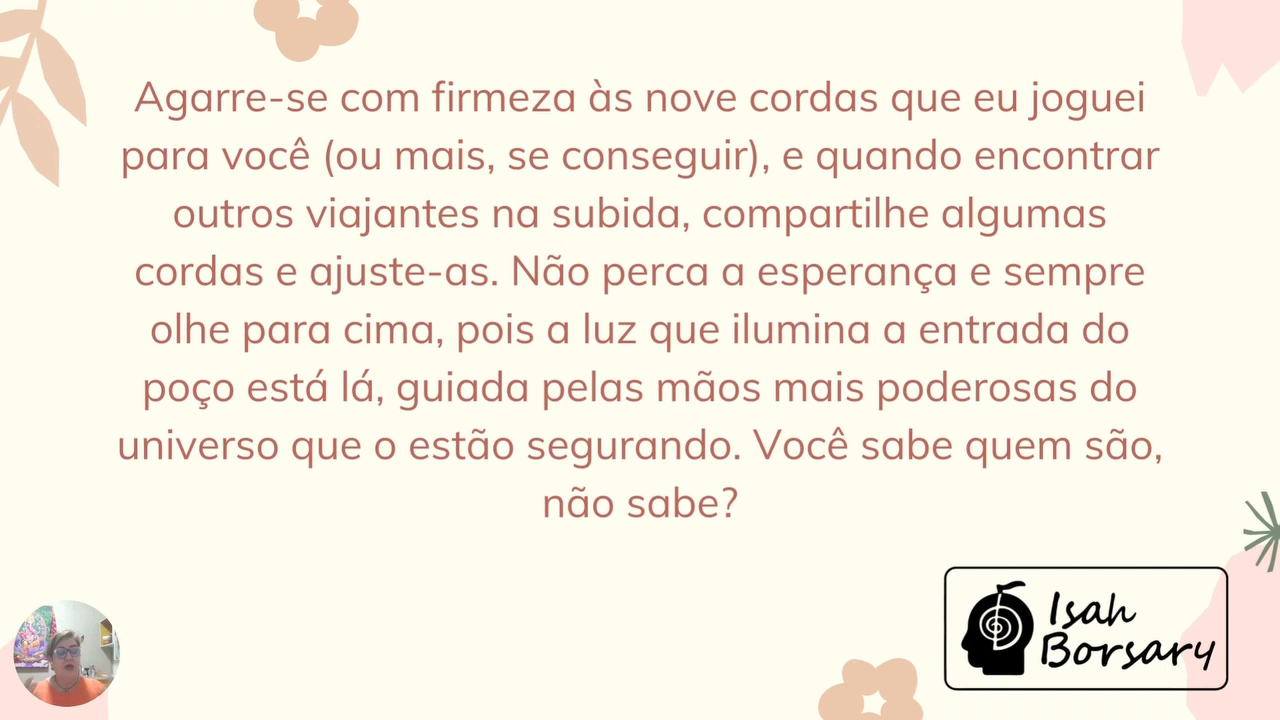 Agarre-se com firmeza às nove cordas que eu joguei
para você (ou mais, se conseguir), e quando encontrar
outros viajantes na subida, compartilhe algumas
cordas e ajuste-as. Não perca a esperança e sempre
olhe para cima, pois a luz que ilumina a entrada do
poço está lá, guiada pelas mãos mais poderosas do
universo que o estão segurando. Você sabe quem são,
não sabe?
Isah
Borsary